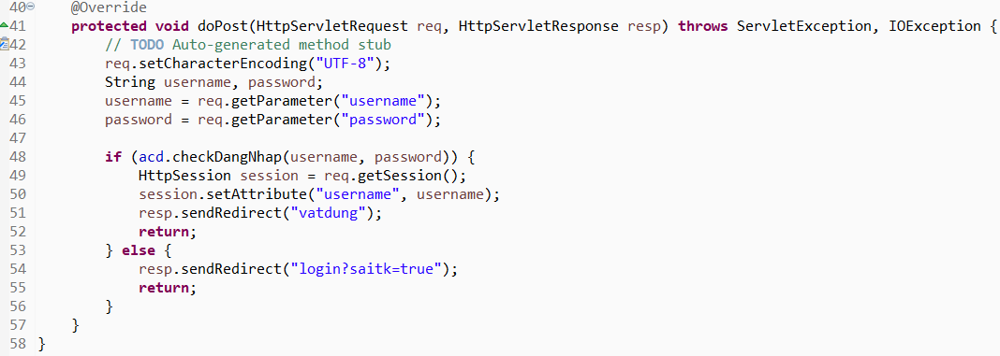 40 @Override
41 protected void doPost(HttpServletRequest req, HttpServletResponse resp) throws ServletException, IOException {
42 // TODO Auto-generated method stub
43 req.setCharacterEncoding("UTF-8");
44 String username, password;
45 username = req.getParameter("username");
46 password = req.getParameter("password");
47
48 if (acd.checkDangNhap(username, password)) {
49 HttpSession session = req.getSession();
50 session.setAttribute("username", username);
51 resp.sendRedirect("vatdung");
52 return;
53 } else {
54 resp.sendRedirect("login?saitk=true");
55 return;
56 }
57 }
58 }